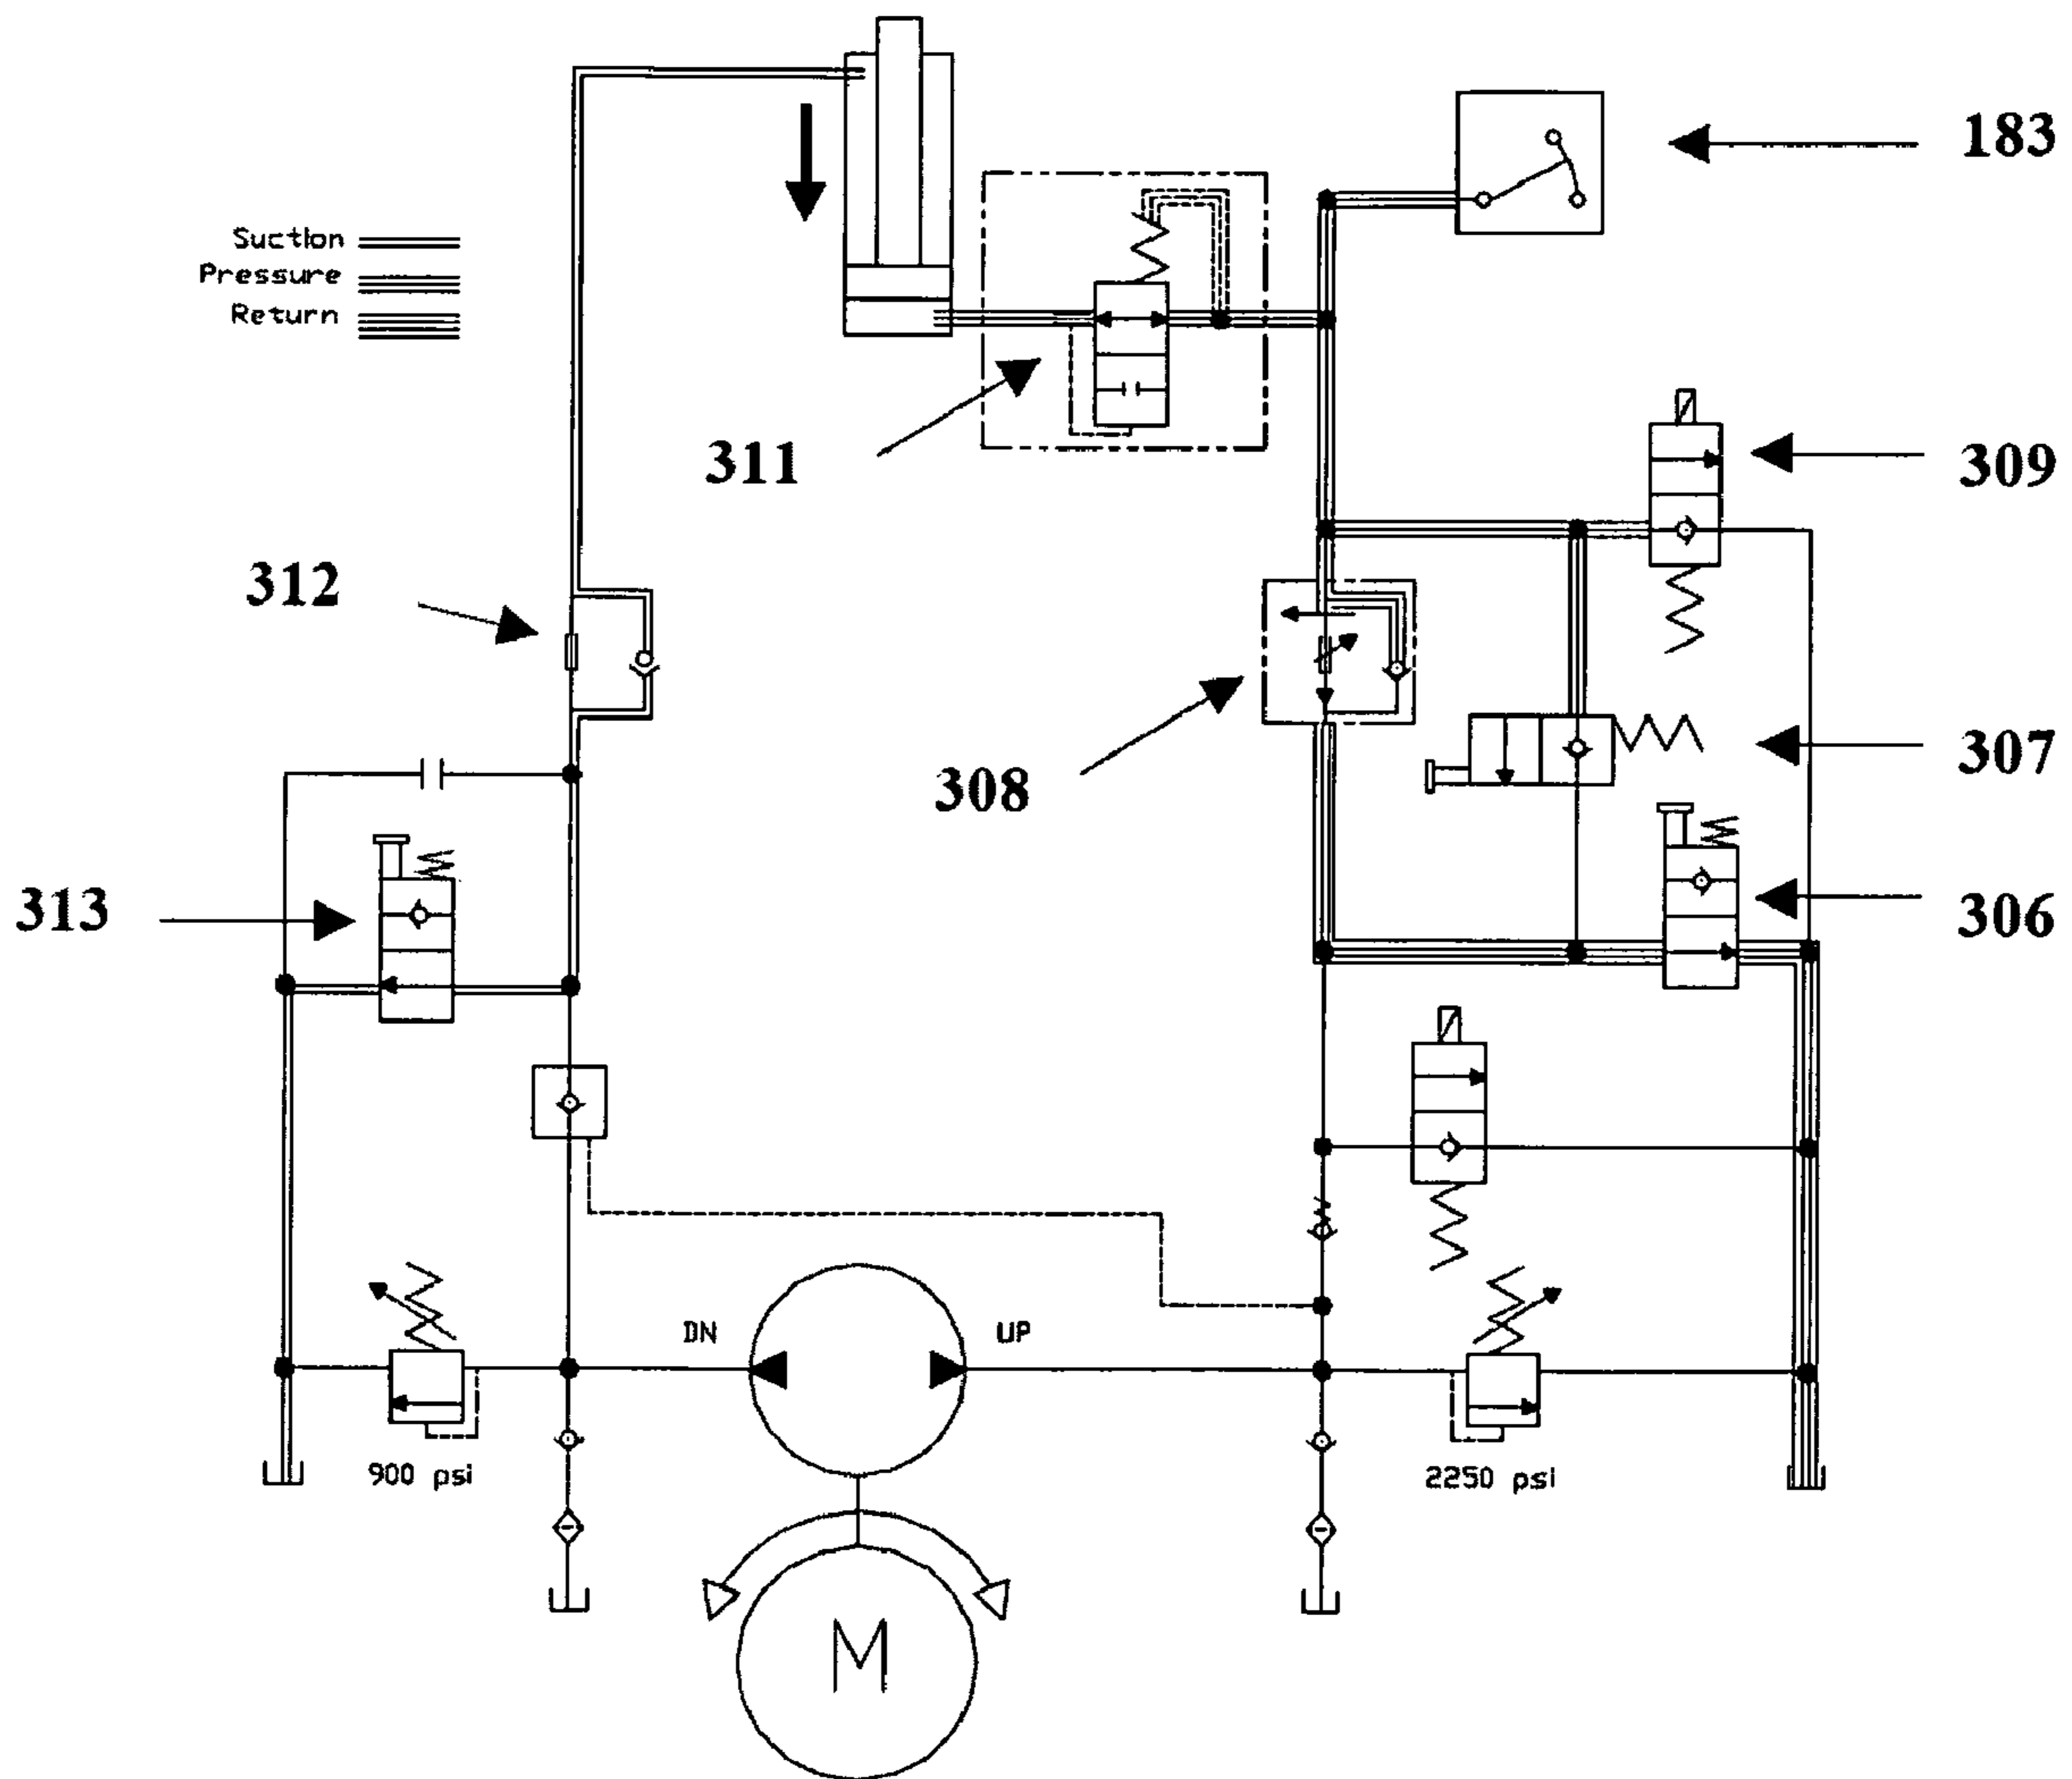 183
Suction
Pressure
Return
311
309
312
307
308
313
306
DN
UP
900 psi
2250 psi
M